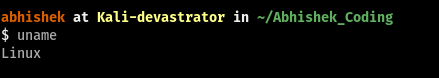 abhishek at Kali-devastrator in ~/Abhishek_Coding
$ uname
Linux